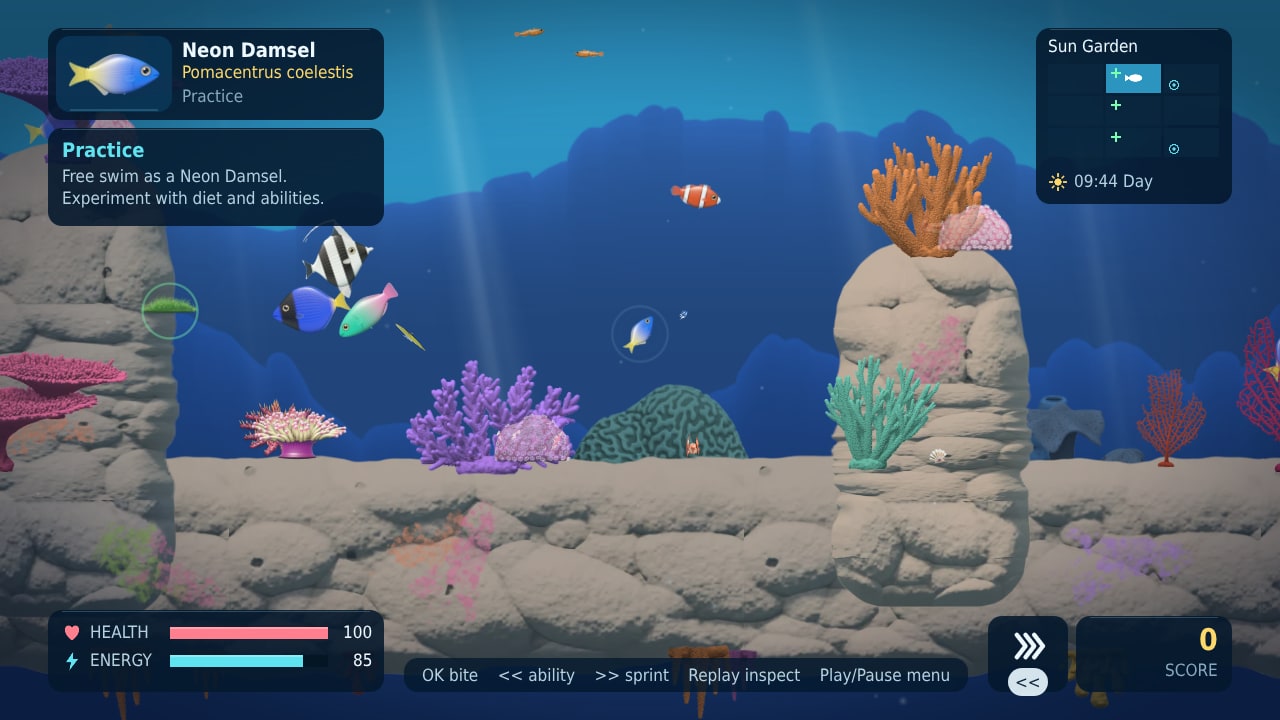 Neon Damsel
Pomacentrus coelestis
Practice
Practice
Free swim as a Neon Damsel.
Experiment with diet and abilities.
Sun Garden
09:44 Day
HEALTH 100
ENERGY 85
OK bite << ability >> sprint Replay inspect Play/Pause menu
<<
0
SCORE